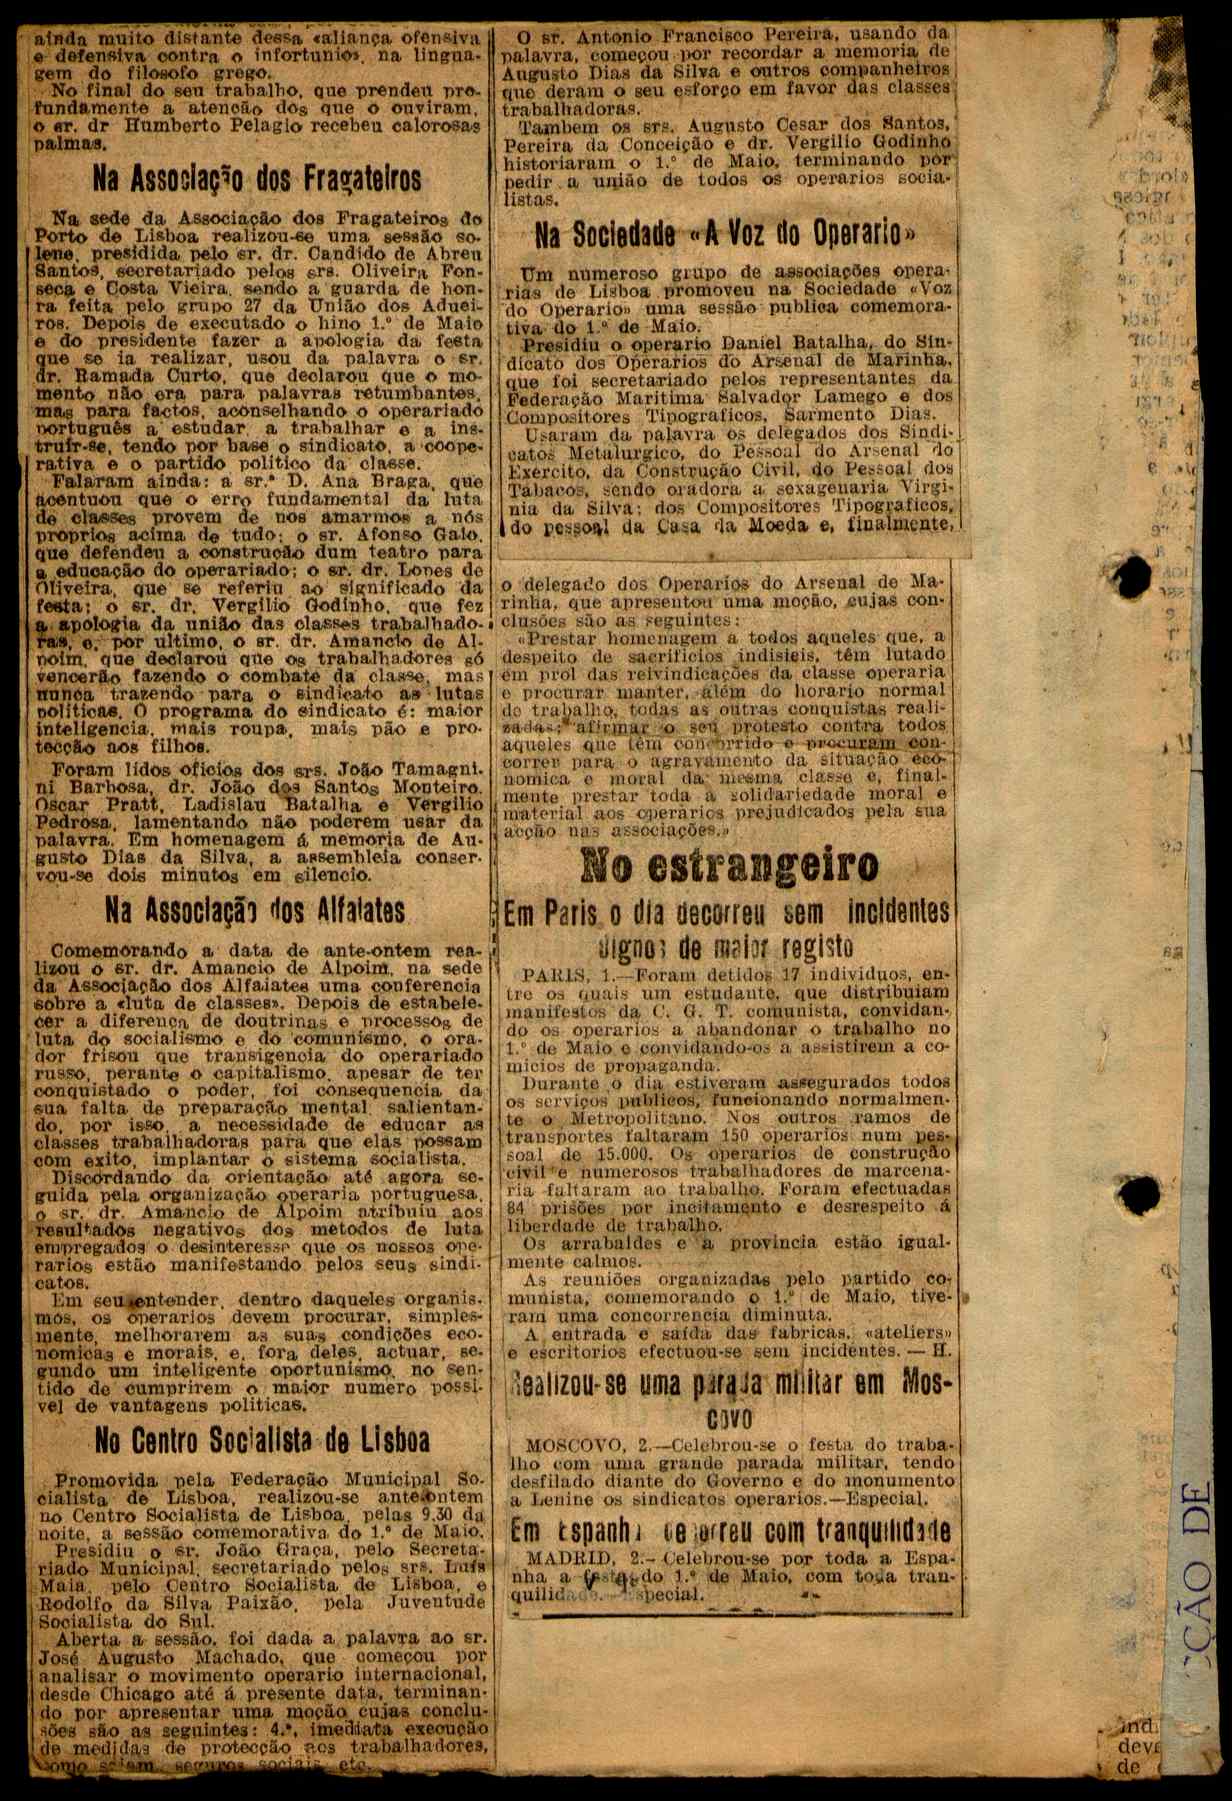 ainda muito distante dessa «aliança ofensiva
e defensiva contra o infortunio», na lingua-
gem do filosofo grego.
No final do seu trabalho, que prendeu pro-
fundamente a atenção dos que o ouviram,
o sr. dr Humberto Pelagio recebeu calorosas
palmas.
Na Associação dos Fragateiros
Na sede da Associação dos Fragateiros do
Porto de Lisboa realizou-se uma sessão so-
lene, presidida pelo sr. dr. Candido de Abreu
Santos, secretariado pelos srs. Oliveira Fon-
seca e Costa Vieira, sendo a guarda de hon-
ra feita pelo grupo 27 da União dos Aduei-
ros. Depois de executado o hino 1.º de Maio
e do presidente fazer a apologia da festa
que se ia realizar, usou da palavra o sr.
dr. Ramada Curto, que declarou que o mo-
mento não era para palavras retumbantes,
mas para factos, aconselhando o operariado
português a estudar, a trabalhar e a ins-
truir-se, tendo por base o sindicato, a coope-
rativa e o partido politico da classe.
Falaram ainda: a sr.ª D. Ana Braga, que
acentuou que o erro fundamental da luta
de classes provem de nos amarmos a nós
proprios acima de tudo; o sr. Afonso Gaio,
que defendeu a construção dum teatro para
a educação do operariado; o sr. dr. Lopes de
Oliveira, que se referiu ao significado da
festa; o sr. dr. Vergilio Godinho, que fez
a apologia da união das classes trabalhado-
ras, e, por ultimo, o sr. dr. Amancio de Al-
poim, que declarou que os trabalhadores só
vencerão fazendo o combate da classe, mas
nunca trazendo para o sindicato as lutas
politicas. O programa do sindicato é: maior
inteligencia, mais roupa, mais pão e pro-
tecção aos filhos.
Foram lidos oficios dos srs. João Tamagni-
ni Barbosa, dr. João dos Santos Monteiro,
Oscar Pratt, Ladislau Batalha e Vergilio
Pedrosa, lamentando não poderem usar da
palavra. Em homenagem á memoria de Au-
gusto Dias da Silva, a assembleia conser-
vou-se dois minutos em silencio.
Na Associação dos Alfaiates
Comemorando a data de ante-ontem rea-
lizou o sr. dr. Amancio de Alpoim, na sede
da Associação dos Alfaiates uma conferencia
sobre a «luta de classes». Depois de estabele-
cer a diferença de doutrinas e processos de
luta do socialismo e do comunismo, o ora-
dor frisou que transigencia do operariado
russo, perante o capitalismo, apesar de ter
conquistado o poder, foi consequencia da
sua falta de preparação mental, salientan-
do, por isso, a necessidade de educar as
classes trabalhadoras para que elas possam
com exito, implantar o sistema socialista.
Discordando da orientação até agora se-
guida pela organização operaria portuguesa,
o sr. dr. Amancio de Alpoim atribuiu aos
resultados negativos dos metodos de luta
empregados o desinteresse que os nossos ope-
rarios estão manifestando pelos seus sindi-
catos.
Em seu entender, dentro daqueles organis-
mos, os operarios devem procurar, simples-
mente, melhorarem as suas condições eco-
nomicas e morais, e, fora deles, actuar, se-
gundo um inteligente oportunismo, no sen-
tido de cumprirem o maior numero possi-
vel de vantagens politicas.
No Centro Socialista de Lisboa
Promovida pela Federação Municipal So-
cialista de Lisboa, realizou-se ante-ontem
no Centro Socialista de Lisboa, pelas 9,30 da
noite, a sessão comemorativa do 1.º de Maio.
Presidiu o sr. João Graça, pelo Secreta-
riado Municipal, secretariado pelos srs. Luís
Maia, pelo Centro Socialista de Lisboa, e
Rodolfo da Silva Paixão, pela Juventude
Socialista do Sul.
Aberta a sessão, foi dada a palavra ao sr.
José Augusto Machado, que começou por
analisar o movimento operario internacional,
desde Chicago até á presente data, terminan-
do por apresentar uma moção cujas conclu-
sões são as seguintes: 4.ª, imediata execução
de medidas de protecção aos trabalhadores,
como sejam, seguros sociais, etc.
O sr. Antonio Francisco Pereira, usando da
palavra, começou por recordar a memoria de
Augusto Dias da Silva e outros companheiros
que deram o seu esforço em favor das classes
trabalhadoras.
Tambem os srs. Augusto Cesar dos Santos,
Pereira da Conceição e dr. Vergilio Godinho
historiaram o 1.º de Maio, terminando por
pedir a união de todos os operarios socia-
listas.
Na Sociedade «A Voz do Operario»
Um numeroso grupo de associações opera-
rias de Lisboa promoveu na Sociedade «Voz
do Operario» uma sessão publica comemora-
tiva do 1.º de Maio.
Presidiu o operario Daniel Batalha, do Sin-
dicato dos Operarios do Arsenal de Marinha,
que foi secretariado pelos representantes da
Federação Maritima Salvador Lamego e dos
Compositores Tipograficos, Sarmento Dias.
Usaram da palavra os delegados dos Sindi-
catos Metalurgico, do Pessoal do Arsenal do
Exercito, da Construção Civil, do Pessoal dos
Tabacos, sendo oradora a sexagenaria Virgi-
nia da Silva; dos Compositores Tipograficos,
do pessoal da Casa da Moeda e, finalmente,
o delegado dos Operarios do Arsenal de Ma-
rinha, que apresentou uma moção, cujas con-
clusões são as seguintes:
«Prestar homenagem a todos aqueles que, a
despeito de sacrificios indisieis, têm lutado
em prol das reivindicações da classe operaria
e procurar manter, além do horario normal
de trabalho, todas as outras conquistas reali-
zadas; afirmar o seu protesto contra todos
aqueles que têm concorrido e procuram con-
correr para o agravamento da situação eco-
nomica e moral da mesma classe e, final-
mente prestar toda a solidariedade moral e
material aos operarios prejudicados pela sua
acção nas associações.»
No estrangeiro
Em Paris o dia decorreu sem incidentes
dignos de maior registo
PARIS, 1.—Foram detidos 17 individuos, en-
tre os quais um estudante, que distribuiam
manifestos da C. G. T. comunista, convidan-
do os operarios a abandonar o trabalho no
1.º de Maio e convidando-os a assistirem a co-
micios de propaganda.
Durante o dia estiveram assegurados todos
os serviços publicos, funcionando normalmen-
te o Metropolitano. Nos outros ramos de
transportes faltaram 150 operarios num pes-
soal de 15.000. Os operarios de construção
civil e numerosos trabalhadores de marcena-
ria faltaram ao trabalho. Foram efectuadas
84 prisões por incitamento e desrespeito á
liberdade de trabalho.
Os arrabaldes e a provincia estão igual-
mente calmos.
As reuniões organizadas pelo partido co-
munista, comemorando o 1.º de Maio, tive-
ram uma concorrencia diminuta.
A entrada e saída das fabricas, «ateliers»
e escritorios efectuou-se sem incidentes. — H.
Realizou-se uma parada militar em Mos-
covo
MOSCOVO, 2.—Celebrou-se o festa do traba-
lho com uma grande parada militar, tendo
desfilado diante do Governo e do monumento
a Lenine os sindicatos operarios.—Especial.
Em Espanha decorreu com tranquilidade
MADRID, 2.- Celebrou-se por toda a Espa-
nha a festa do 1.º de Maio, com toda tran-
quilidade.—Especial.
CÇÃO DE
de